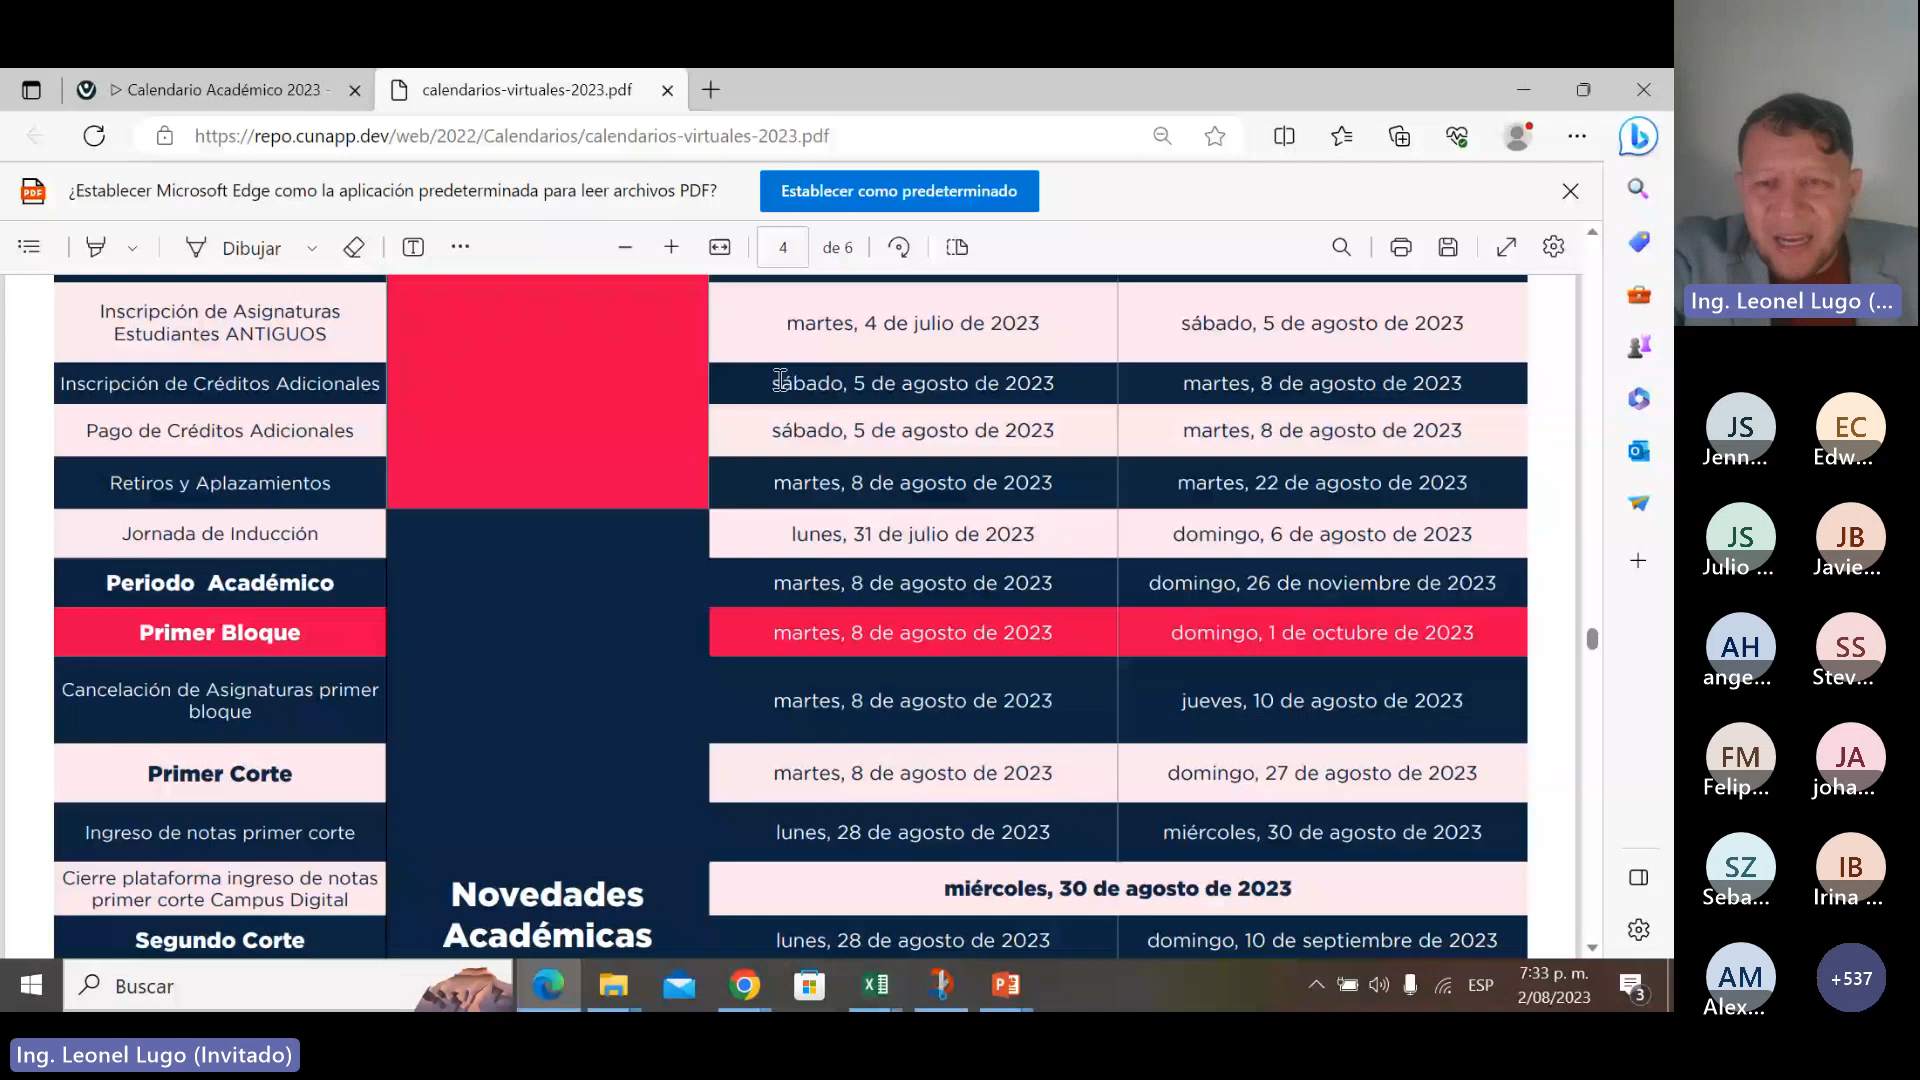 ▷ Calendario Académico 2023 -
calendarios-virtuales-2023.pdf
https://repo.cunapp.dev/web/2022/Calendarios/calendarios-virtuales-2023.pdf
PDF
¿Establecer Microsoft Edge como la aplicación predeterminada para leer archivos PDF?
Establecer como predeterminado
Dibujar
4
de 6
Inscripción de Asignaturas
Estudiantes ANTIGUOS
martes, 4 de julio de 2023
sábado, 5 de agosto de 2023
Inscripción de Créditos Adicionales
sábado, 5 de agosto de 2023
martes, 8 de agosto de 2023
Pago de Créditos Adicionales
sábado, 5 de agosto de 2023
martes, 8 de agosto de 2023
Retiros y Aplazamientos
martes, 8 de agosto de 2023
martes, 22 de agosto de 2023
Jornada de Inducción
lunes, 31 de julio de 2023
domingo, 6 de agosto de 2023
Periodo Académico
martes, 8 de agosto de 2023
domingo, 26 de noviembre de 2023
Primer Bloque
martes, 8 de agosto de 2023
domingo, 1 de octubre de 2023
Cancelación de Asignaturas primer
bloque
martes, 8 de agosto de 2023
jueves, 10 de agosto de 2023
Primer Corte
martes, 8 de agosto de 2023
domingo, 27 de agosto de 2023
Ingreso de notas primer corte
lunes, 28 de agosto de 2023
miércoles, 30 de agosto de 2023
Cierre plataforma ingreso de notas
primer corte Campus Digital
miércoles, 30 de agosto de 2023
Segundo Corte
lunes, 28 de agosto de 2023
domingo, 10 de septiembre de 2023
Novedades
Académicas
Buscar
ESP
7:33 p. m.
2/08/2023
3
Ing. Leonel Lugo (Invitado)
Ing. Leonel Lugo (...
JS
Jenn...
EC
Edw...
JS
Julio ...
JB
Javie...
AH
ange...
SS
Stev...
FM
Felip...
JA
joha...
SZ
Seba...
IB
Irina ...
AM
Alex...
+537